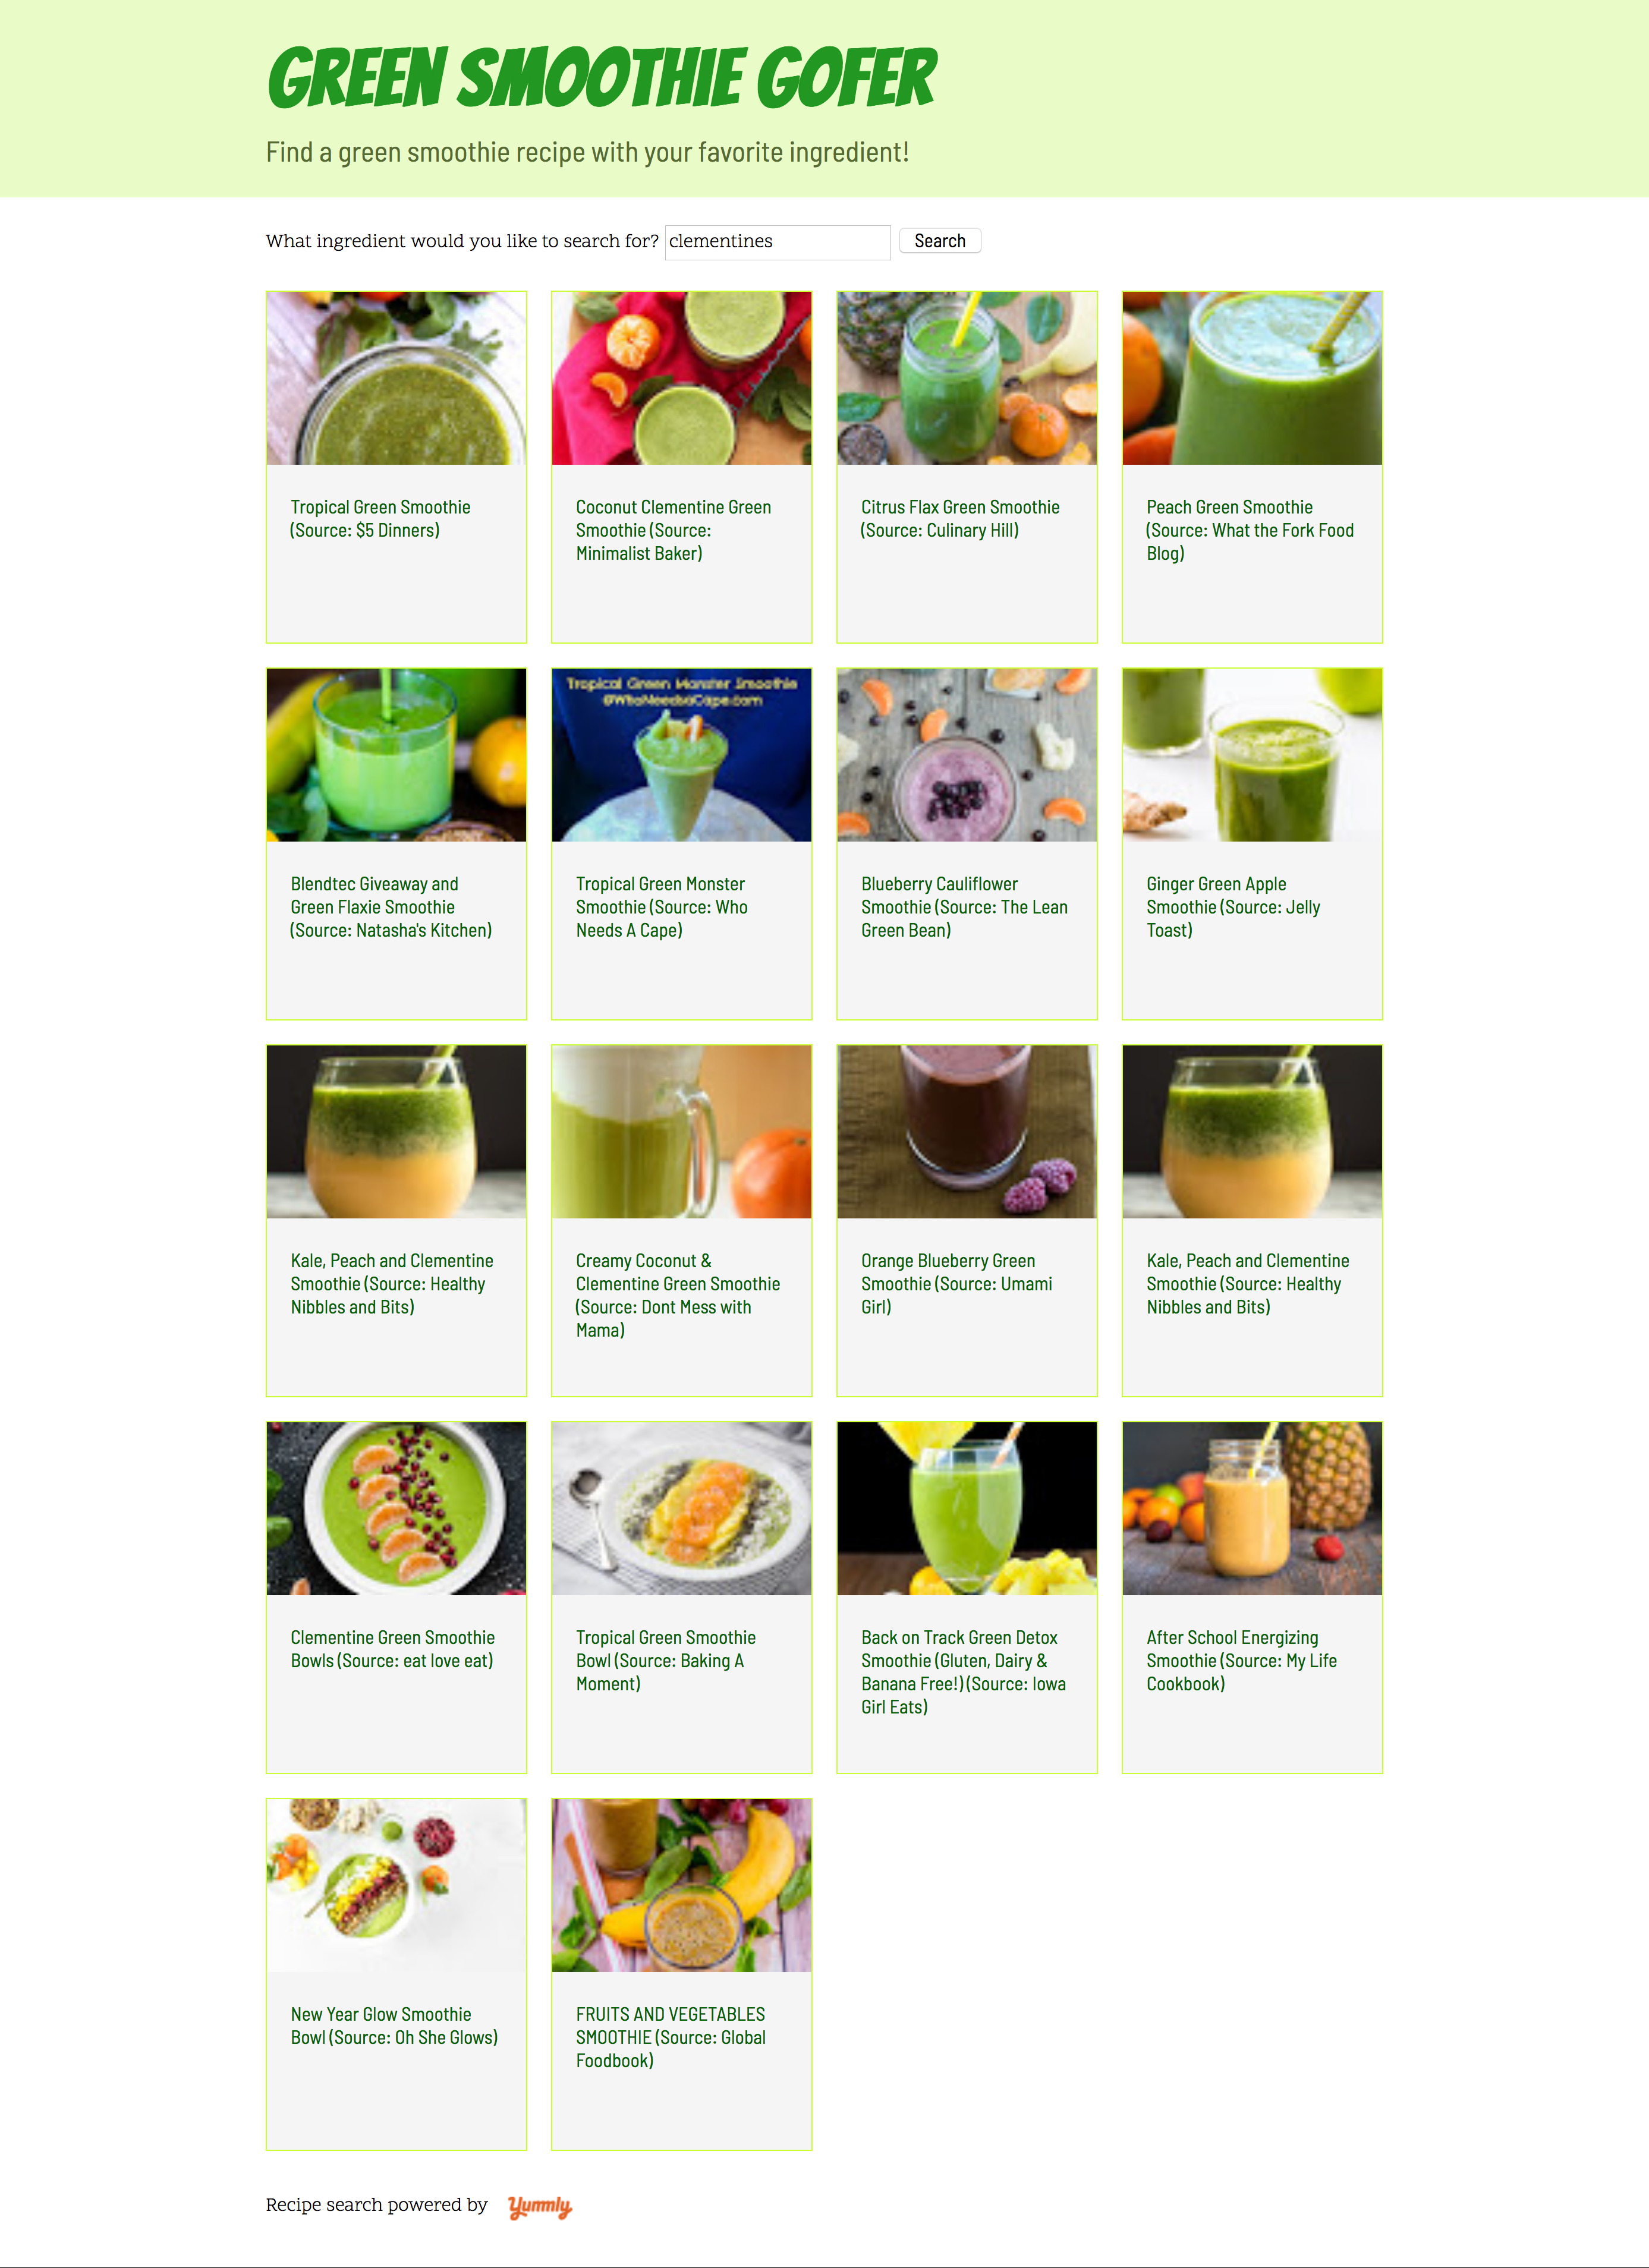 GREEN SMOOTHIE GOFER
Find a green smoothie recipe with your favorite ingredient!
What ingredient would you like to search for? clementines Search
Tropical Green Smoothie
(Source: $5 Dinners)
Coconut Clementine Green
Smoothie (Source:
Minimalist Baker)
Citrus Flax Green Smoothie
(Source: Culinary Hill)
Peach Green Smoothie
(Source: What the Fork Food
Blog)
Tropical Green Monster Smoothie
@WhoNeedsaCape.com
Blendtec Giveaway and
Green Flaxie Smoothie
(Source: Natasha's Kitchen)
Tropical Green Monster
Smoothie (Source: Who
Needs A Cape)
Blueberry Cauliflower
Smoothie (Source: The Lean
Green Bean)
Ginger Green Apple
Smoothie (Source: Jelly
Toast)
Kale, Peach and Clementine
Smoothie (Source: Healthy
Nibbles and Bits)
Creamy Coconut &
Clementine Green Smoothie
(Source: Dont Mess with
Mama)
Orange Blueberry Green
Smoothie (Source: Umami
Girl)
Kale, Peach and Clementine
Smoothie (Source: Healthy
Nibbles and Bits)
Clementine Green Smoothie
Bowls (Source: eat love eat)
Tropical Green Smoothie
Bowl (Source: Baking A
Moment)
Back on Track Green Detox
Smoothie (Gluten, Dairy &
Banana Free!) (Source: Iowa
Girl Eats)
After School Energizing
Smoothie (Source: My Life
Cookbook)
New Year Glow Smoothie
Bowl (Source: Oh She Glows)
FRUITS AND VEGETABLES
SMOOTHIE (Source: Global
Foodbook)
Recipe search powered by Yummly